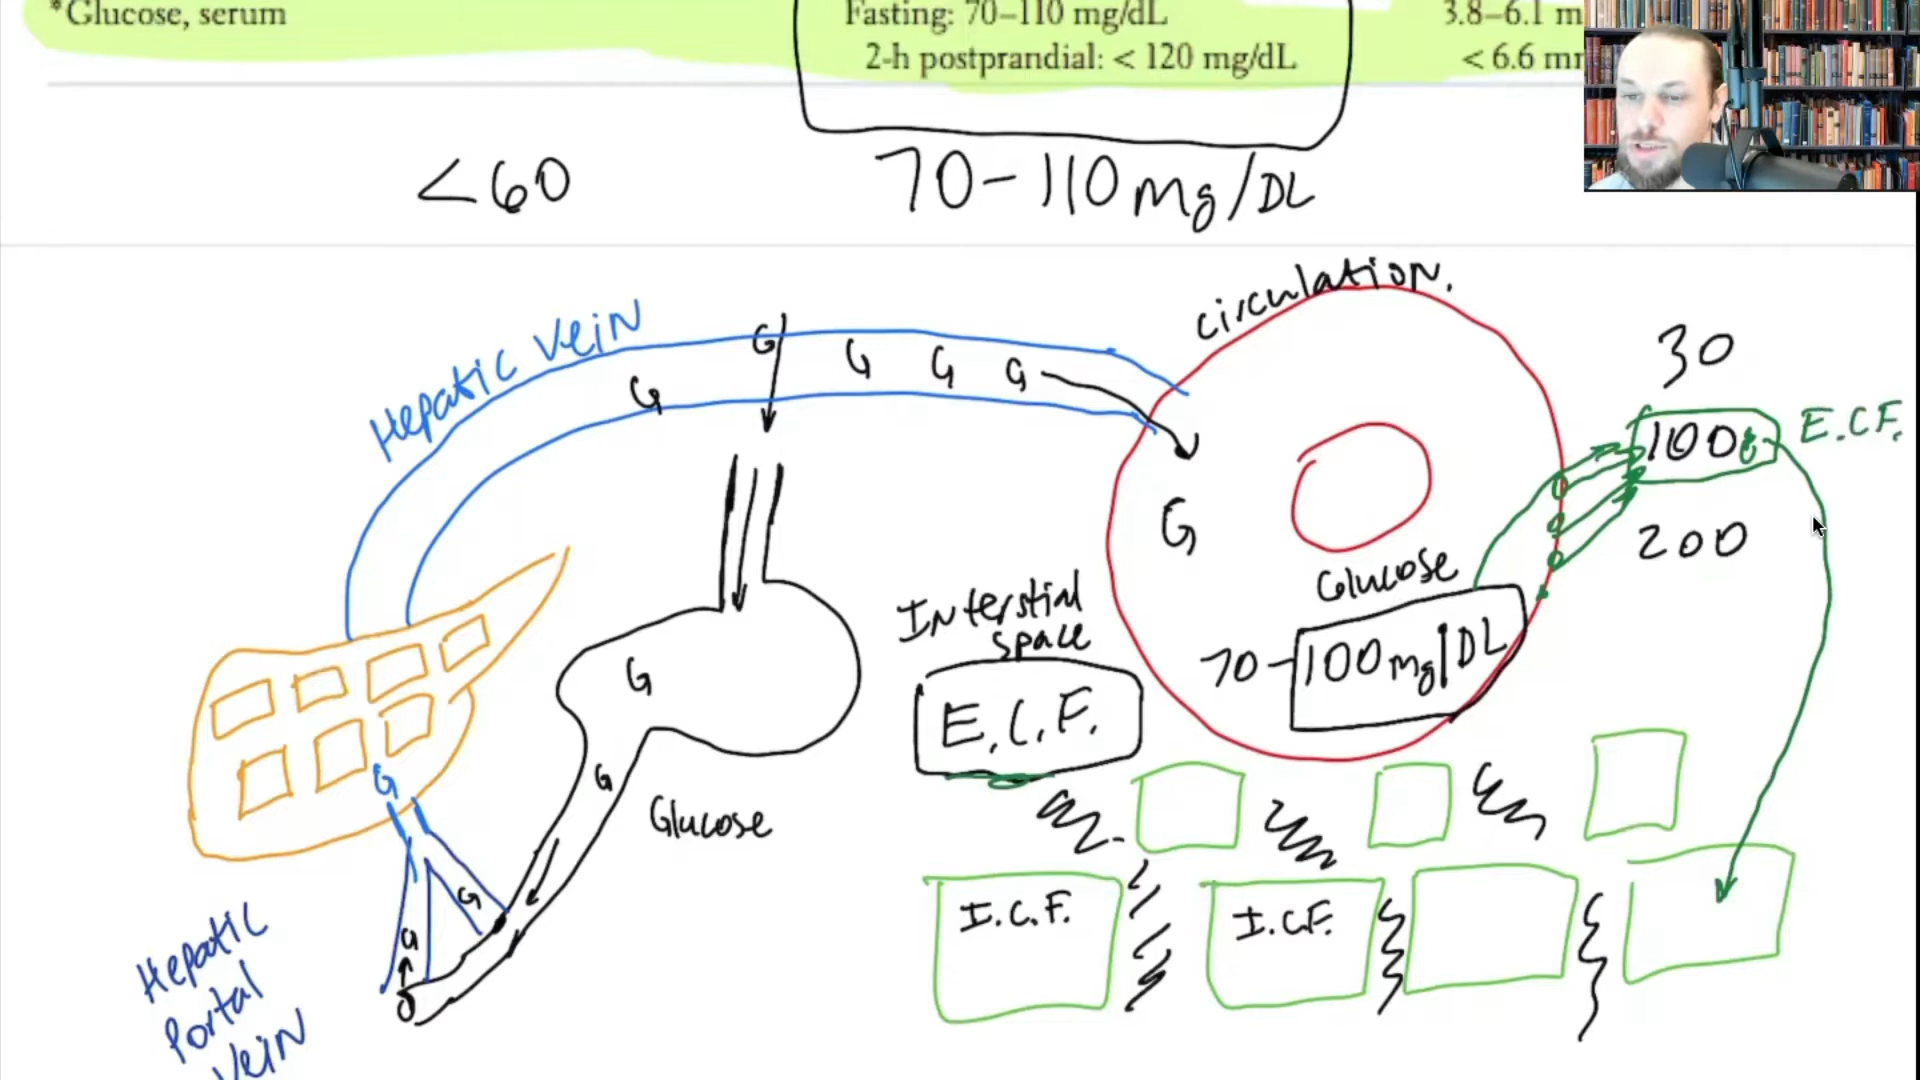 *Glucose, serum
Fasting: 70–110 mg/dL
3.8–6.1 m
2-h postprandial: < 120 mg/dL
< 6.6 mm
<60
70-110 mg/DL
Hepatic vein
circulation.
G
G
G
G
G
30
100
E.C.F.
200
G
Glucose
70-100 mg/DL
Interstial
space
E.C.F.
G
G
Glucose
G
G
G
I.C.F.
I.C.F.
Hepatic
Portal
Vein